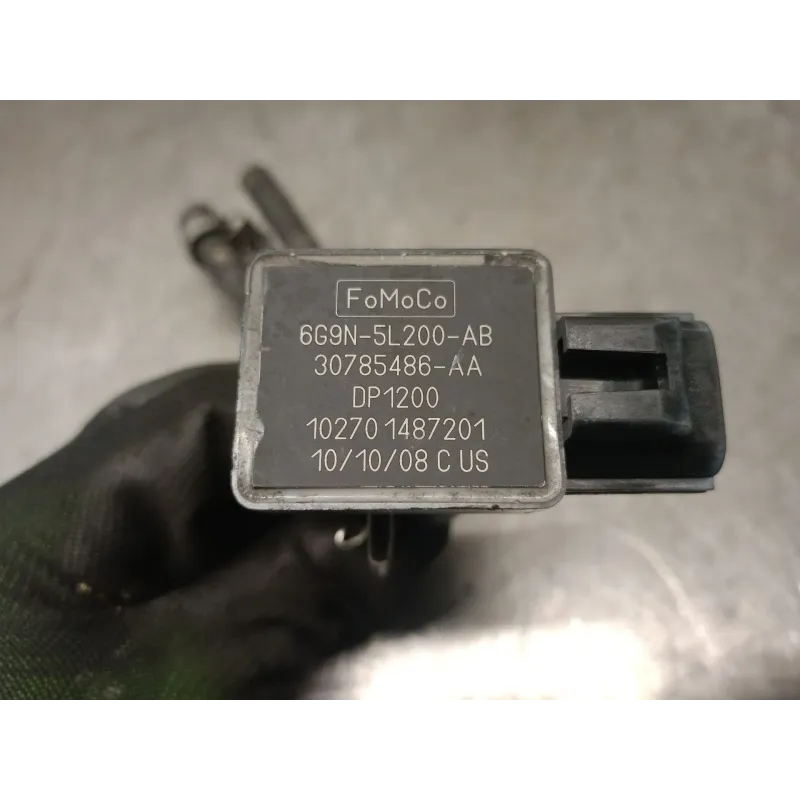 FoMoCo
6G9N-5L200-AB
30785486-AA
DP1200
10270 1487201
10/10/08 C US